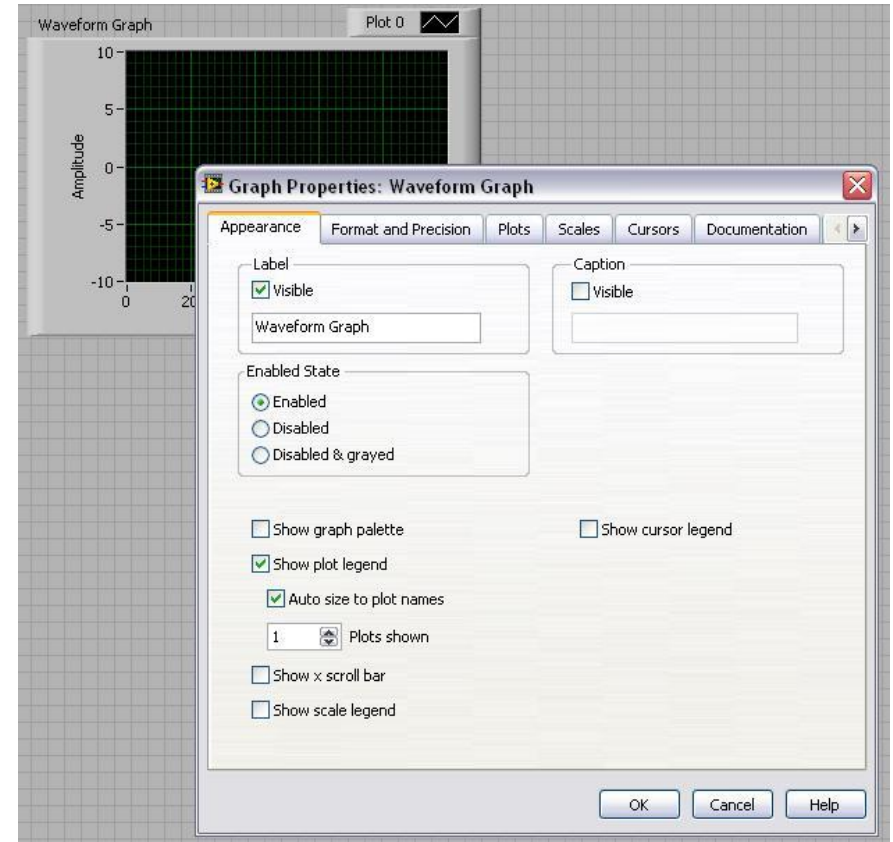 Waveform Graph
Plot 0
10
5
0
-5
-10
Amplitude
0
20
Graph Properties: Waveform Graph
Appearance
Format and Precision
Plots
Scales
Cursors
Documentation
Label
Visible
Waveform Graph
Caption
Visible
Enabled State
Enabled
Disabled
Disabled & grayed
Show graph palette
Show cursor legend
Show plot legend
Auto size to plot names
1 Plots shown
Show x scroll bar
Show scale legend
OK
Cancel
Help